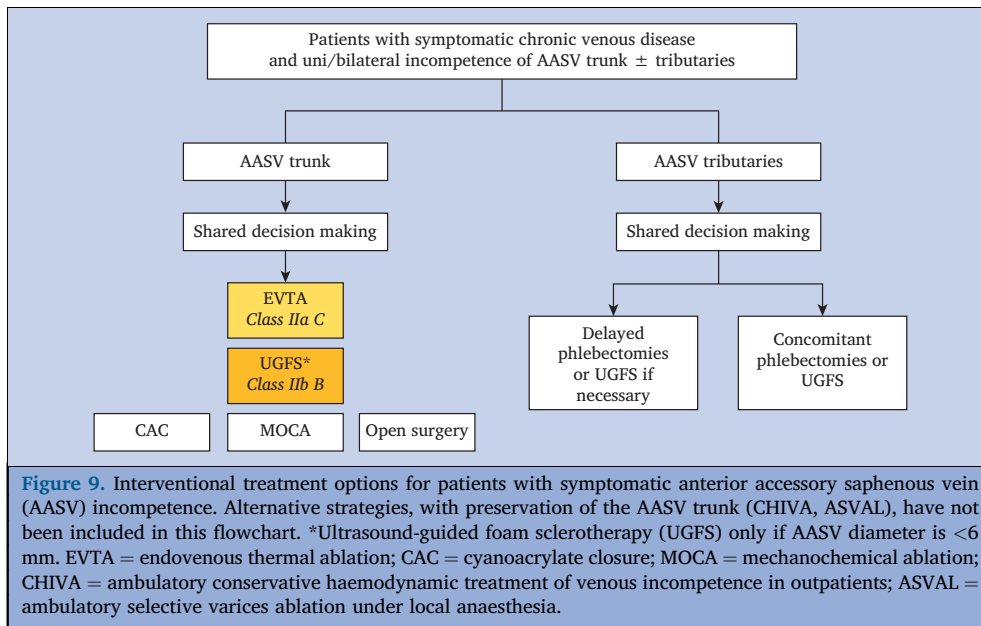 Patients with symptomatic chronic venous disease
and uni/bilateral incompetence of AASV trunk ± tributaries
AASV trunk
AASV tributaries
Shared decision making
Shared decision making
EVTA
Class IIa C
UGFS*
Class IIb B
CAC
MOCA
Open surgery
Delayed
phlebectomies
or UGFS if
necessary
Concomitant
phlebectomies or
UGFS
Figure 9. Interventional treatment options for patients with symptomatic anterior accessory saphenous vein
(AASV) incompetence. Alternative strategies, with preservation of the AASV trunk (CHIVA, ASVAL), have not
been included in this flowchart. *Ultrasound-guided foam sclerotherapy (UGFS) only if AASV diameter is <6
mm. EVTA = endovenous thermal ablation; CAC = cyanoacrylate closure; MOCA = mechanochemical ablation;
CHIVA = ambulatory conservative haemodynamic treatment of venous incompetence in outpatients; ASVAL =
ambulatory selective varices ablation under local anaesthesia.